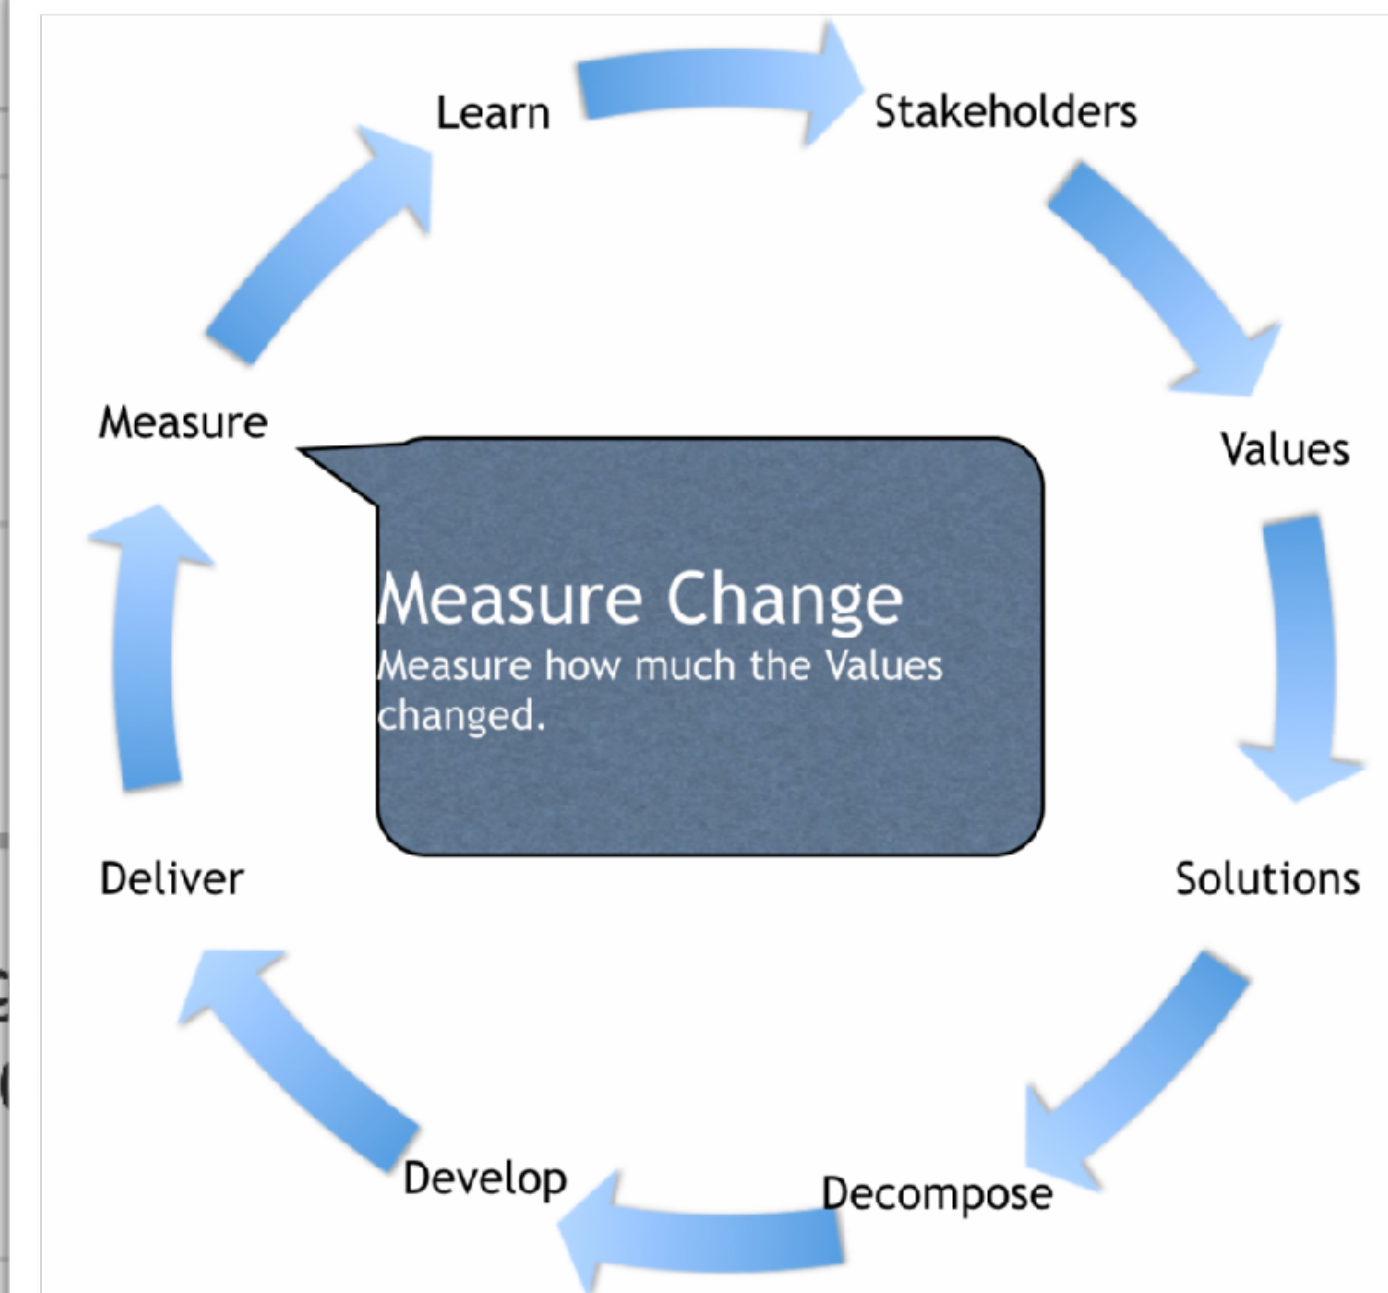 Learn
Stakeholders
Measure
Values
Measure Change
Measure how much the Values
changed.
Deliver
Solutions
Develop
Decompose